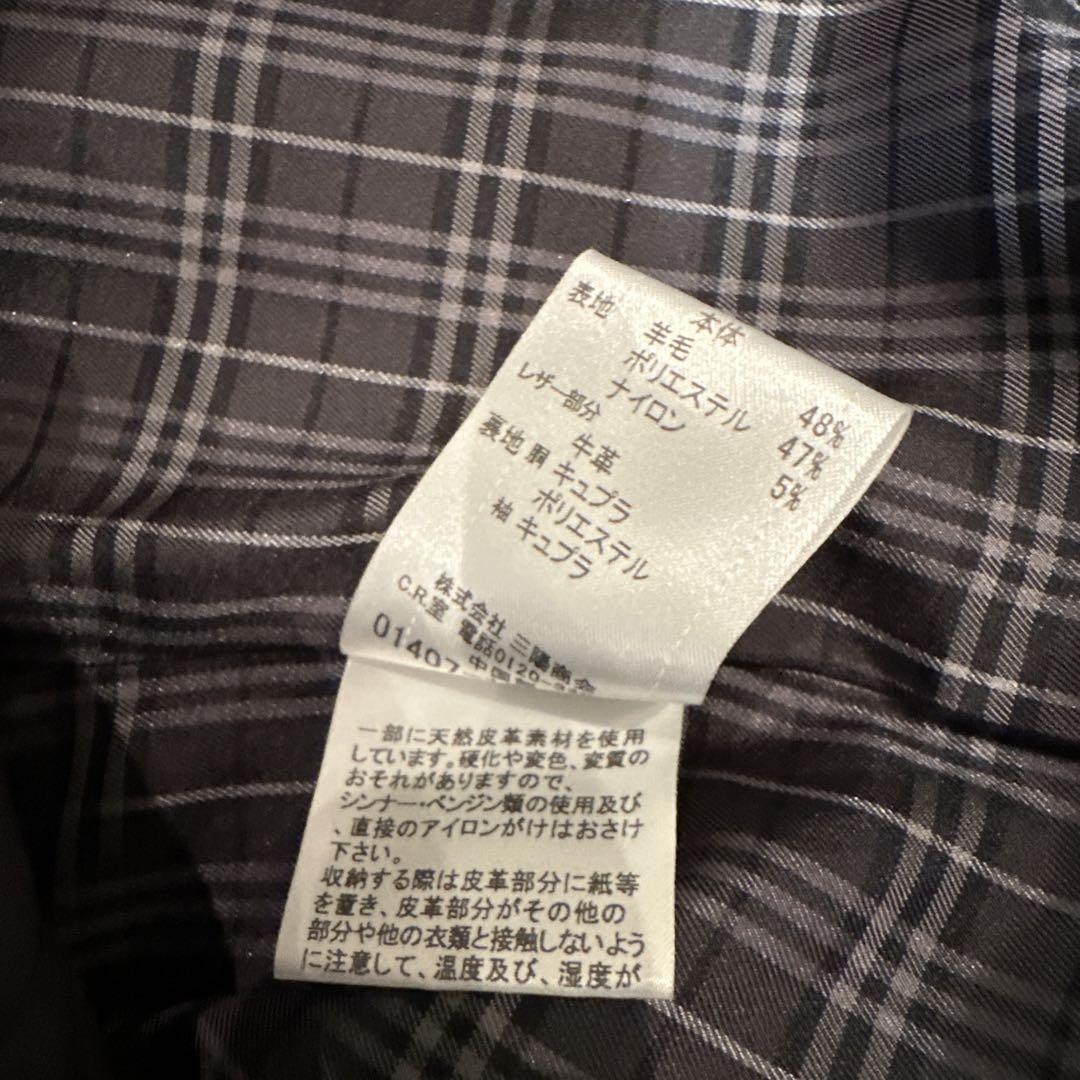 本体
表地 羊毛 48%
ポリエステル 47%
ナイロン 5%
レザー部分
牛革
裏地 胴 キュプラ
ポリエステル
袖 キュプラ
株式会社 三陽商会
C.R.室 電話0120-
01407 中国
一部に天然皮革素材を使用
しています。硬化や変色、変質の
おそれがありますので、
シンナー・ベンジン類の使用及び
、直接のアイロンがけはおさけ
下さい。
収納する際は皮革部分に紙等
を置き、皮革部分がその他の
部分や他の衣類と接触しないよう
に注意して、温度及び、湿度が